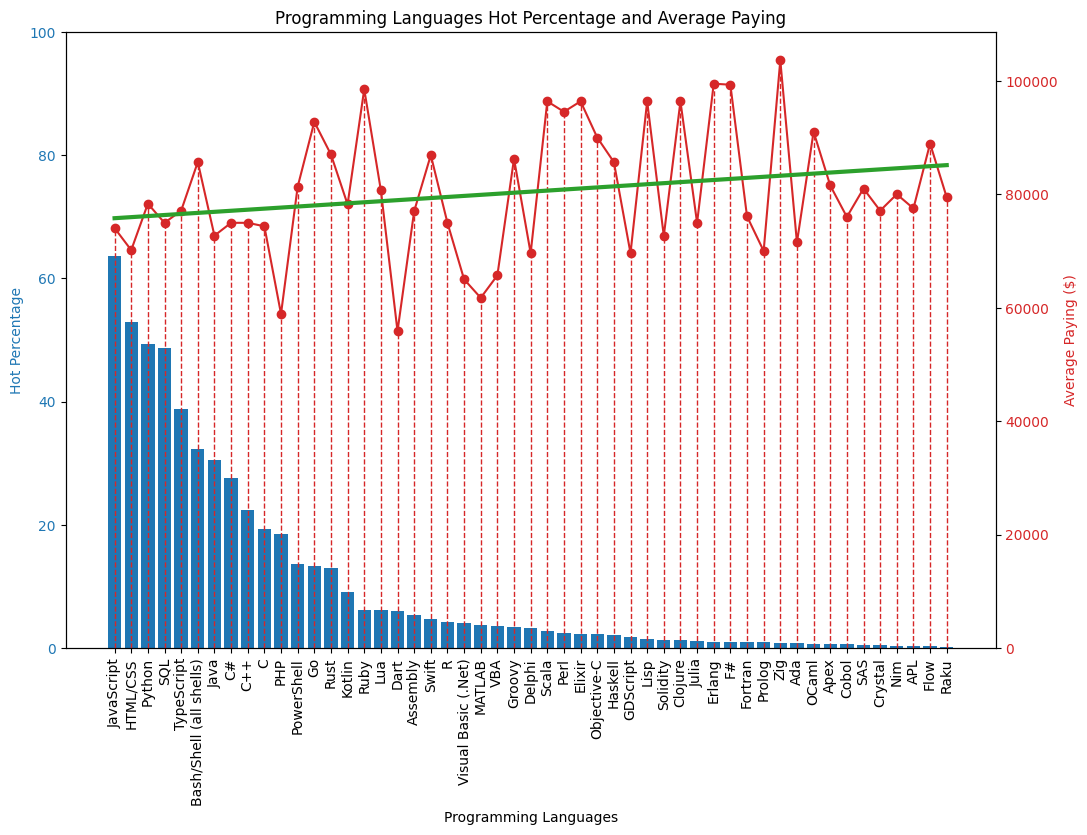 Programming Languages Hot Percentage and Average Paying
100
80
60
40
20
0
Hot Percentage
100000
80000
60000
40000
20000
0
Average Paying ($)
JavaScript
HTML/CSS
Python
SQL
TypeScript
Bash/Shell (all shells)
Java
C#
C++
C
PHP
PowerShell
Go
Rust
Kotlin
Ruby
Lua
Dart
Assembly
Swift
R
Visual Basic (.Net)
MATLAB
VBA
Groovy
Delphi
Scala
Perl
Elixir
Objective-C
Haskell
GDScript
Lisp
Solidity
Clojure
Julia
Erlang
F#
Fortran
Prolog
Zig
Ada
OCaml
Apex
Cobol
SAS
Crystal
Nim
APL
Flow
Raku
Programming Languages